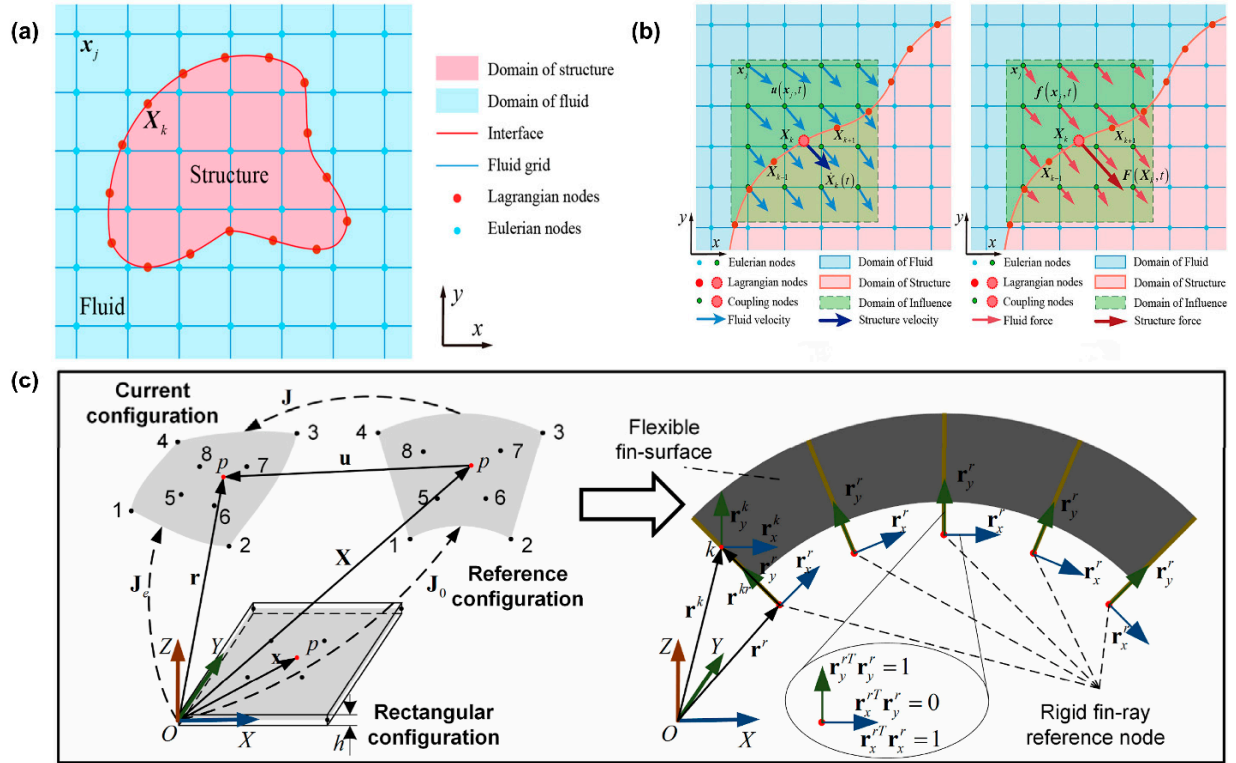 (a)
x_j
X_k
Structure
Fluid
Domain of structure
Domain of fluid
Interface
Fluid grid
Lagrangian nodes
Eulerian nodes
y
x
(b)
x_j
u(x_j,t)
X_k
X_{k+1}
X_{k-1}
Ẋ_k(t)
y
x
Eulerian nodes
Domain of Fluid
Lagrangian nodes
Domain of Structure
Coupling nodes
Domain of Influence
Fluid velocity
Structure velocity
x_j
f(x_j,t)
X_k
X_{k+1}
X_{k-1}
F(X_j,t)
y
x
Eulerian nodes
Domain of Fluid
Lagrangian nodes
Domain of Structure
Coupling nodes
Domain of Influence
Fluid force
Structure force
(c)
Current
configuration
J
4
3
8
p
7
5
6
1
2
u
4
3
8
7
p
5
6
1
2
J_e
r
X
J_0
Reference
configuration
Z
Y
x
p
O
X
h
Rectangular
configuration
Flexible
fin-surface
r_y^k
r_x^k
k
r_y^r
r_x^r
r^{kr}
r^k
r^r
Z
Y
O
X
r_y^r
r_x^r
r_y^r
r_x^r
r_y^r
r_x^r
r_y^r
r_x^r
r_y^{rT} r_y^r = 1
r_x^{rT} r_y^r = 0
r_x^{rT} r_x^r = 1
Rigid fin-ray
reference node